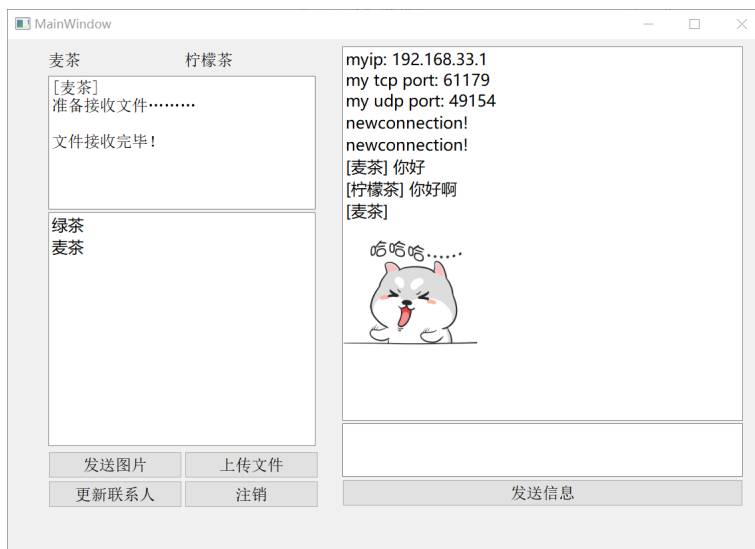 MainWindow
麦茶 柠檬茶
[麦茶]
准备接收文件………
文件接收完毕!
绿茶
麦茶
发送图片 上传文件
更新联系人 注销
myip: 192.168.33.1
my tcp port: 61179
my udp port: 49154
newconnection!
newconnection!
[麦茶] 你好
[柠檬茶] 你好啊
[麦茶]
哈哈哈……
发送信息